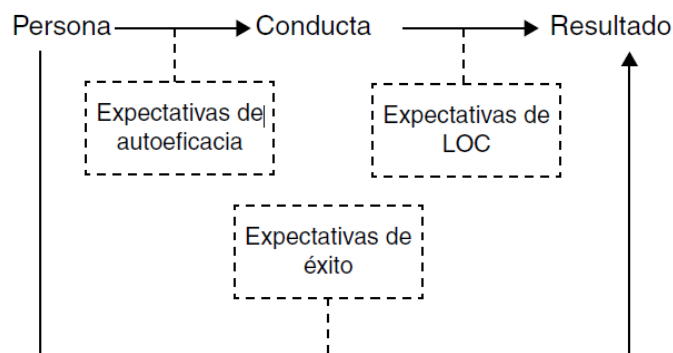 Persona
Conducta
Resultado
Expectativas de
autoeficacia
Expectativas de
LOC
Expectativas de
éxito